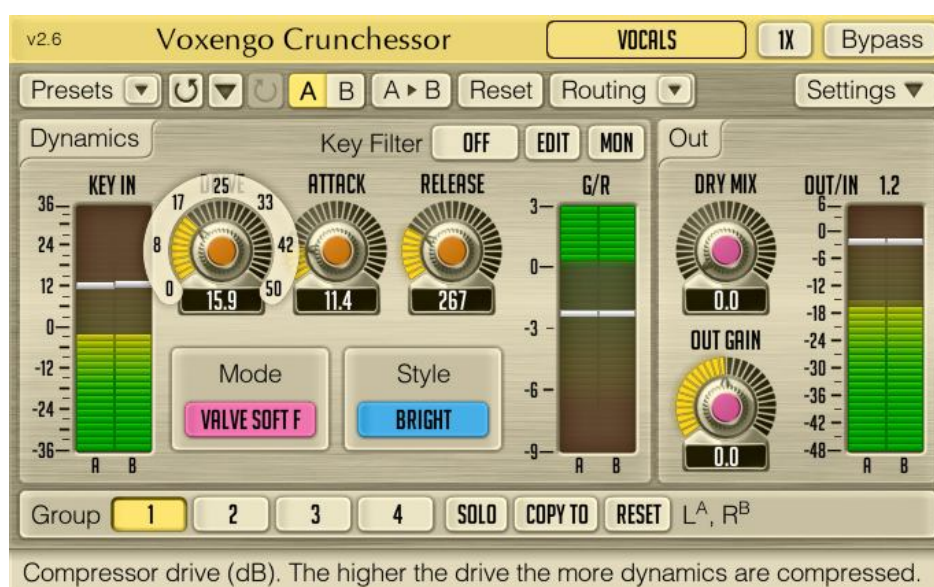 v2.6 Voxengo Crunchessor VOCALS 1X Bypass
Presets A B A ▸ B Reset Routing Settings
Dynamics Key Filter OFF EDIT MON Out
KEY IN ATTACK RELEASE G/R DRY MIX OUT/IN 1.2
36 24 12 0 -12 -24 -36
A B
0 8 17 25 33 42 50
15.9 11.4 267
Mode Style
VALVE SOFT F BRIGHT
3 0 -3 -6 -9
A B
0.0
OUT GAIN
0.0
6 0 -6 -12 -18 -24 -30 -36 -42 -48
A B
Group 1 2 3 4 SOLO COPY TO RESET L^A, R^B
Compressor drive (dB). The higher the drive the more dynamics are compressed.